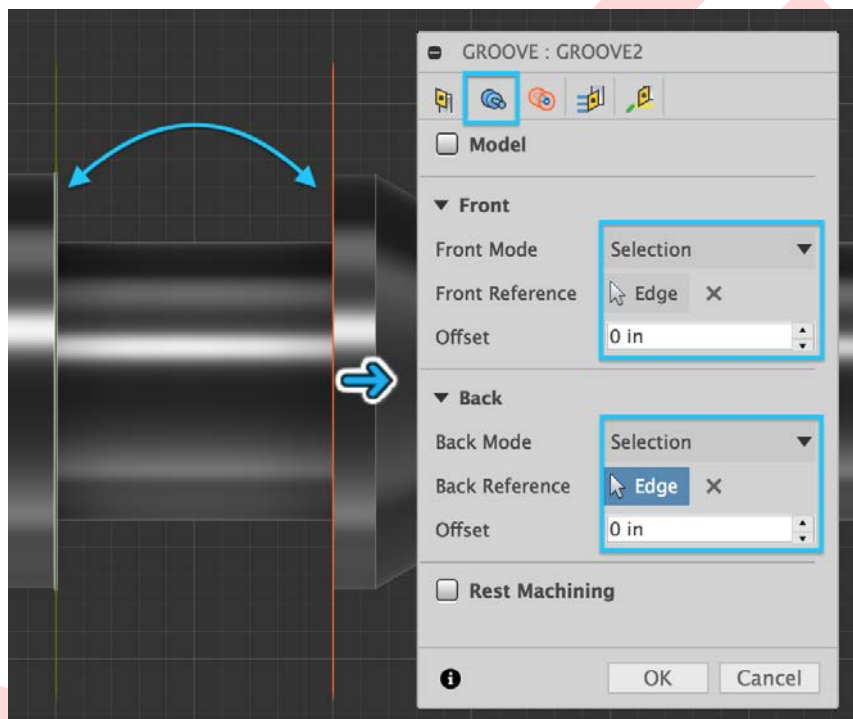 GROOVE : GROOVE2
Model
Front
Front Mode Selection
Front Reference Edge
Offset 0 in
Back
Back Mode Selection
Back Reference Edge
Offset 0 in
Rest Machining
OK Cancel